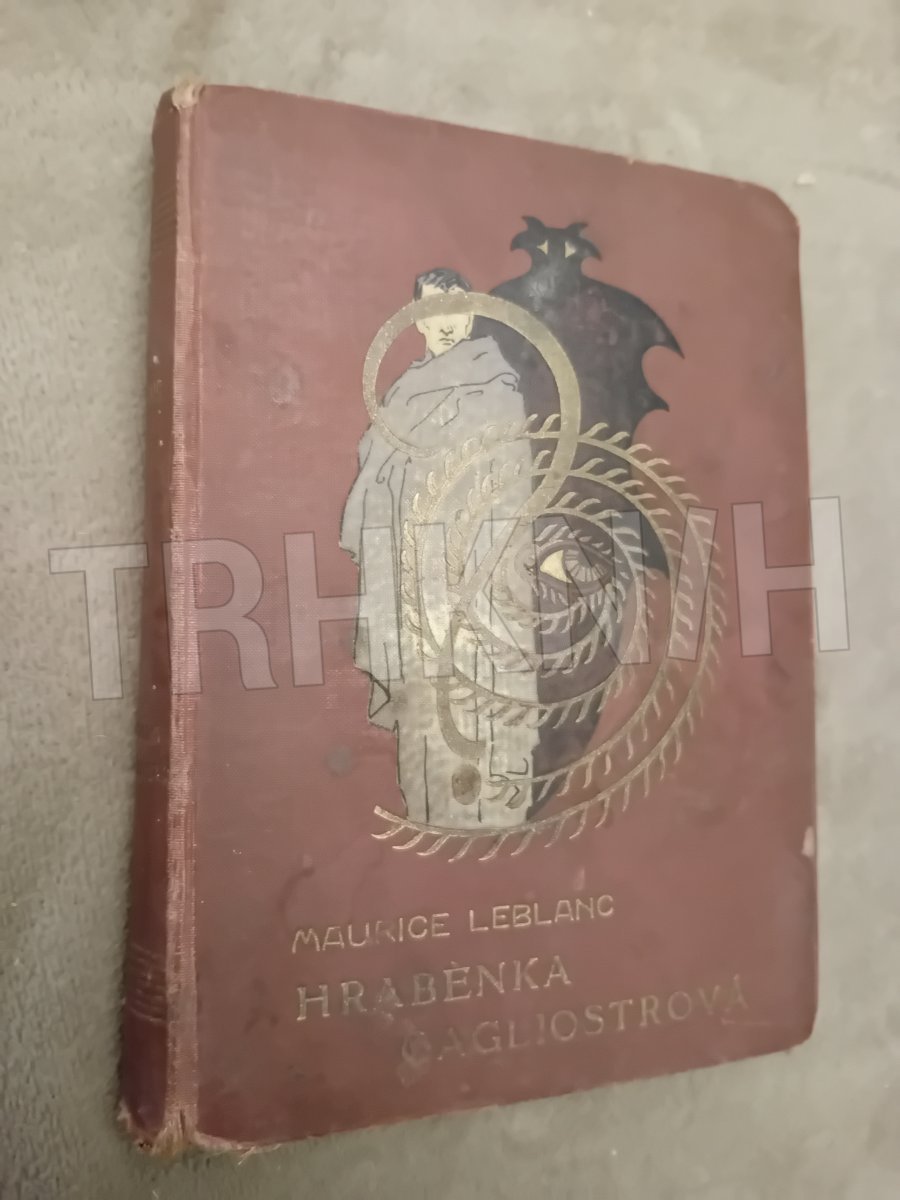 TRHKNIH
MAURICE LEBLANC
HRABĚNKA
CAGLIOSTROVÁ